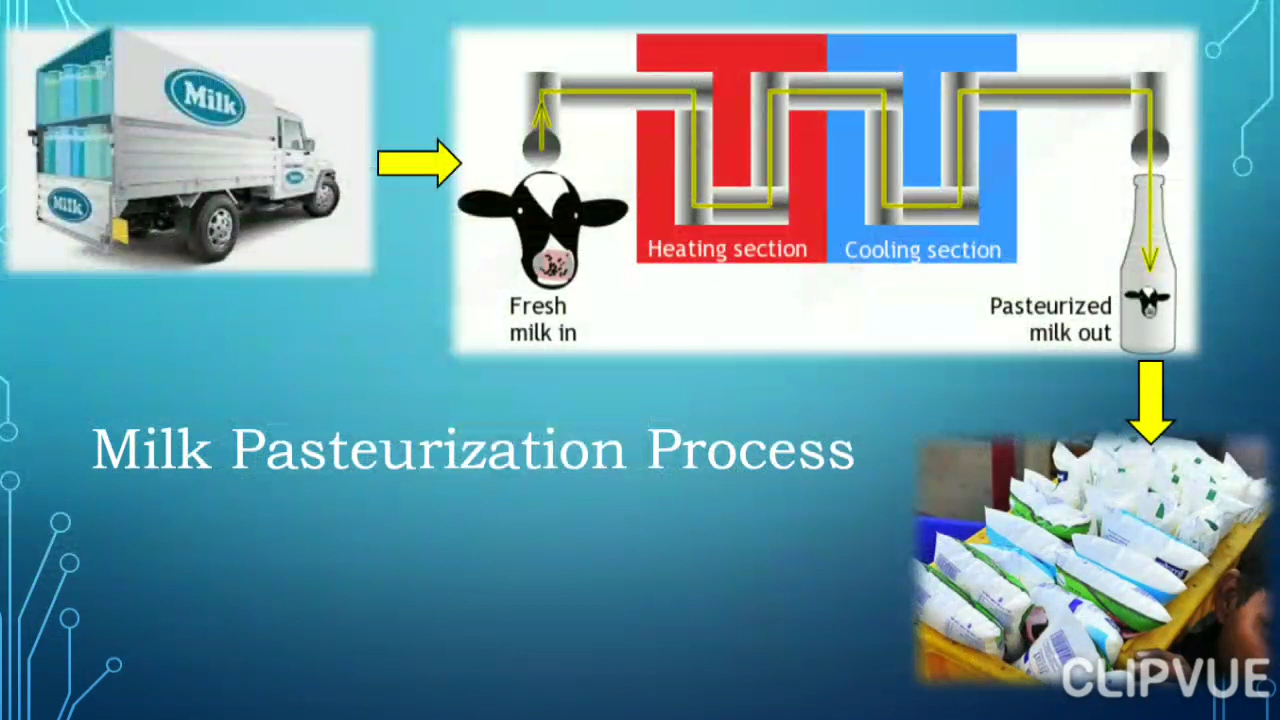 Milk
Milk
Heating section
Cooling section
Fresh
milk in
Pasteurized
milk out
Milk Pasteurization Process
CLIPVUE